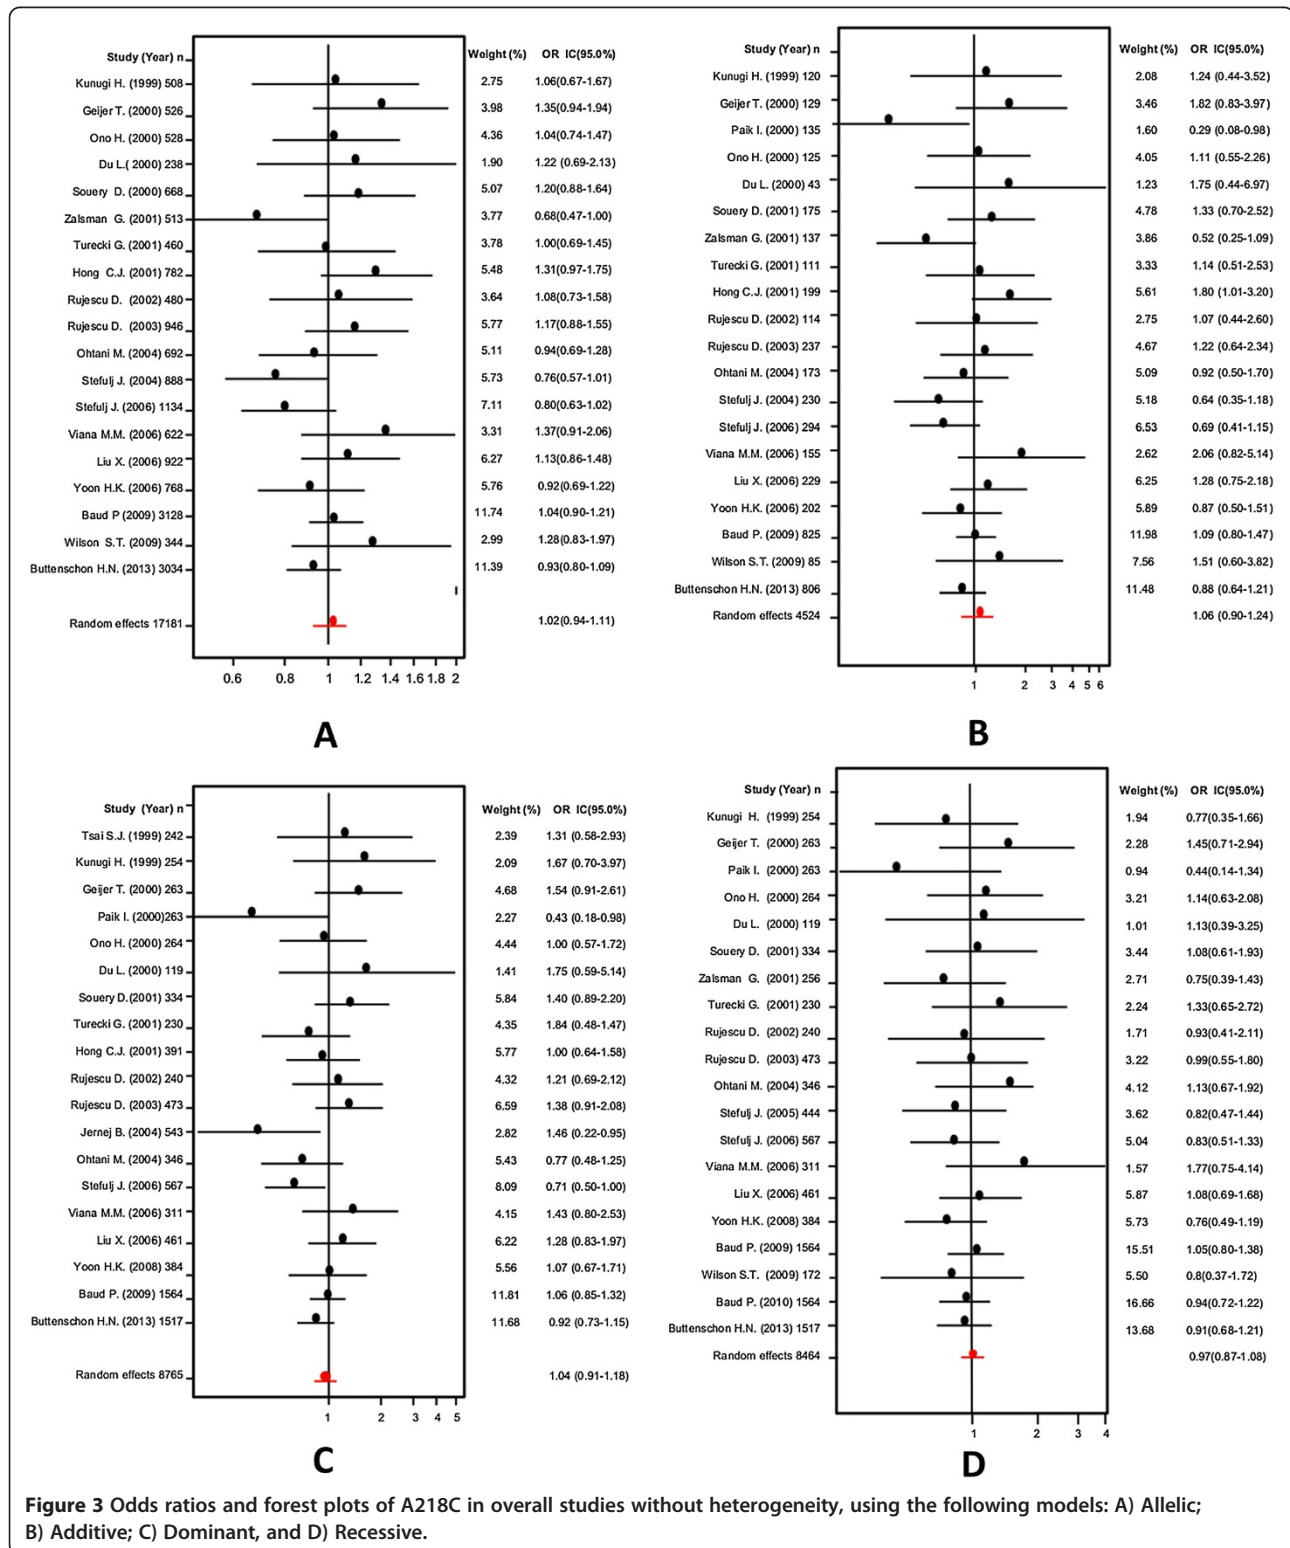 Study (Year) n Weight (%) OR IC(95.0%)
Kunugi H. (1999) 508 2.75 1.06(0.67-1.67)
Geijer T. (2000) 526 3.98 1.35(0.94-1.94)
Ono H. (2000) 528 4.36 1.04(0.74-1.47)
Du L.( 2000) 238 1.90 1.22 (0.69-2.13)
Souery D. (2000) 668 5.07 1.20(0.88-1.64)
Zalsman G. (2001) 513 3.77 0.68(0.47-1.00)
Turecki G. (2001) 460 3.78 1.00(0.69-1.45)
Hong C.J. (2001) 782 5.48 1.31(0.97-1.75)
Rujescu D. (2002) 480 3.64 1.08(0.73-1.58)
Rujescu D. (2003) 946 5.77 1.17(0.88-1.55)
Ohtani M. (2004) 692 5.11 0.94(0.69-1.28)
Stefulj J. (2004) 888 5.73 0.76(0.57-1.01)
Stefulj J. (2006) 1134 7.11 0.80(0.63-1.02)
Viana M.M. (2006) 622 3.31 1.37(0.91-2.06)
Liu X. (2006) 922 6.27 1.13(0.86-1.48)
Yoon H.K. (2006) 768 5.76 0.92(0.69-1.22)
Baud P (2009) 3128 11.74 1.04(0.90-1.21)
Wilson S.T. (2009) 344 2.99 1.28(0.83-1.97)
Buttenschon H.N. (2013) 3034 11.39 0.93(0.80-1.09)
Random effects 17181 1.02(0.94-1.11)
0.6 0.8 1 1.2 1.4 1.6 1.8 2
A
Study (Year) n Weight (%) OR IC(95.0%)
Kunugi H. (1999) 120 2.08 1.24 (0.44-3.52)
Geijer T. (2000) 129 3.46 1.82 (0.83-3.97)
Paik I. (2000) 135 1.60 0.29 (0.08-0.98)
Ono H. (2000) 125 4.05 1.11 (0.55-2.26)
Du L. (2000) 43 1.23 1.75 (0.44-6.97)
Souery D. (2001) 175 4.78 1.33 (0.70-2.52)
Zalsman G. (2001) 137 3.86 0.52 (0.25-1.09)
Turecki G. (2001) 111 3.33 1.14 (0.51-2.53)
Hong C.J. (2001) 199 5.61 1.80 (1.01-3.20)
Rujescu D. (2002) 114 2.75 1.07 (0.44-2.60)
Rujescu D. (2003) 237 4.67 1.22 (0.64-2.34)
Ohtani M. (2004) 173 5.09 0.92 (0.50-1.70)
Stefulj J. (2004) 230 5.18 0.64 (0.35-1.18)
Stefulj J. (2006) 294 6.53 0.69 (0.41-1.15)
Viana M.M. (2006) 155 2.62 2.06 (0.82-5.14)
Liu X. (2006) 229 6.25 1.28 (0.75-2.18)
Yoon H.K. (2006) 202 5.89 0.87 (0.50-1.51)
Baud P. (2009) 825 11.98 1.09 (0.80-1.47)
Wilson S.T. (2009) 85 7.56 1.51 (0.60-3.82)
Buttenschon H.N. (2013) 806 11.48 0.88 (0.64-1.21)
Random effects 4524 1.06 (0.90-1.24)
1 2 3 4 5 6
B
Study (Year) n Weight (%) OR IC(95.0%)
Tsai S.J. (1999) 242 2.39 1.31 (0.58-2.93)
Kunugi H. (1999) 254 2.09 1.67 (0.70-3.97)
Geijer T. (2000) 263 4.68 1.54 (0.91-2.61)
Paik I. (2000)263 2.27 0.43 (0.18-0.98)
Ono H. (2000) 264 4.44 1.00 (0.57-1.72)
Du L. (2000) 119 1.41 1.75 (0.59-5.14)
Souery D.(2001) 334 5.84 1.40 (0.89-2.20)
Turecki G. (2001) 230 4.35 1.84 (0.48-1.47)
Hong C.J. (2001) 391 5.77 1.00 (0.64-1.58)
Rujescu D. (2002) 240 4.32 1.21 (0.69-2.12)
Rujescu D. (2003) 473 6.59 1.38 (0.91-2.08)
Jernej B. (2004) 543 2.82 1.46 (0.22-0.95)
Ohtani M. (2004) 346 5.43 0.77 (0.48-1.25)
Stefulj J. (2006) 567 8.09 0.71 (0.50-1.00)
Viana M.M. (2006) 311 4.15 1.43 (0.80-2.53)
Liu X. (2006) 461 6.22 1.28 (0.83-1.97)
Yoon H.K. (2008) 384 5.56 1.07 (0.67-1.71)
Baud P. (2009) 1564 11.81 1.06 (0.85-1.32)
Buttenschon H.N. (2013) 1517 11.68 0.92 (0.73-1.15)
Random effects 8765 1.04 (0.91-1.18)
1 2 3 4 5
C
Study (Year) n Weight (%) OR IC(95.0%)
Kunugi H. (1999) 254 1.94 0.77(0.35-1.66)
Geijer T. (2000) 263 2.28 1.45(0.71-2.94)
Paik I. (2000) 263 0.94 0.44(0.14-1.34)
Ono H. (2000) 264 3.21 1.14(0.63-2.08)
Du L. (2000) 119 1.01 1.13(0.39-3.25)
Souery D. (2001) 334 3.44 1.08(0.61-1.93)
Zalsman G. (2001) 256 2.71 0.75(0.39-1.43)
Turecki G. (2001) 230 2.24 1.33(0.65-2.72)
Rujescu D. (2002) 240 1.71 0.93(0.41-2.11)
Rujescu D. (2003) 473 3.22 0.99(0.55-1.80)
Ohtani M. (2004) 346 4.12 1.13(0.67-1.92)
Stefulj J. (2005) 444 3.62 0.82(0.47-1.44)
Stefulj J. (2006) 567 5.04 0.83(0.51-1.33)
Viana M.M. (2006) 311 1.57 1.77(0.75-4.14)
Liu X. (2006) 461 5.87 1.08(0.69-1.68)
Yoon H.K. (2008) 384 5.73 0.76(0.49-1.19)
Baud P. (2009) 1564 15.51 1.05(0.80-1.38)
Wilson S.T. (2009) 172 5.50 0.8(0.37-1.72)
Baud P. (2010) 1564 16.66 0.94(0.72-1.22)
Buttenschon H.N. (2013) 1517 13.68 0.91(0.68-1.21)
Random effects 8464 0.97(0.87-1.08)
1 2 3 4
D
Figure 3 Odds ratios and forest plots of A218C in overall studies without heterogeneity, using the following models: A) Allelic;
B) Additive; C) Dominant, and D) Recessive.